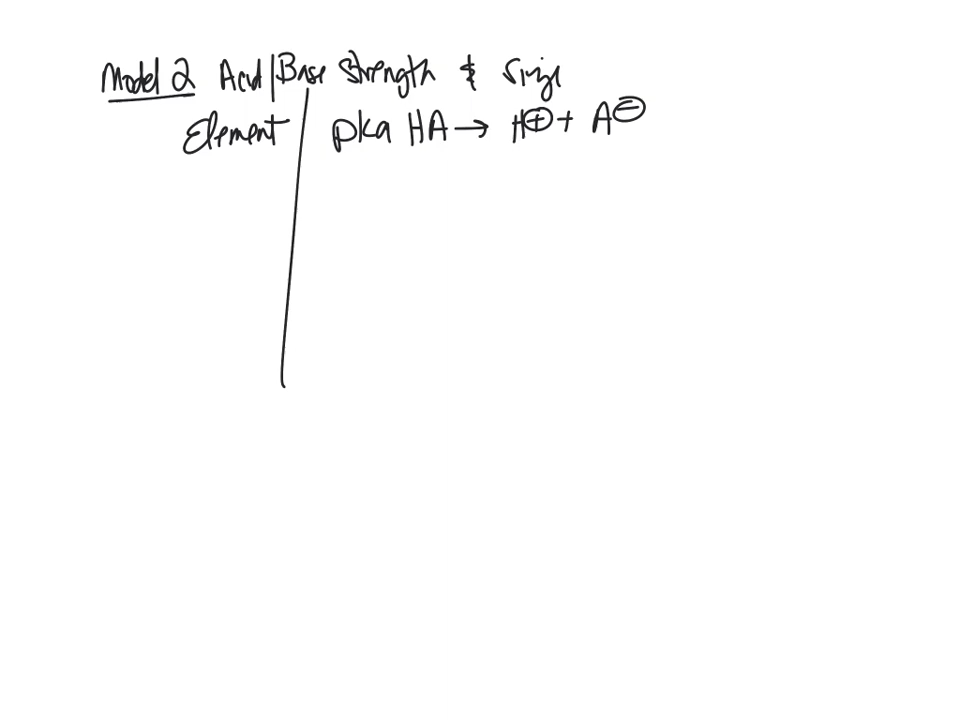 Model 2 Acid/Base Strength & Size
Element | pka HA → H⊕ + A⊖